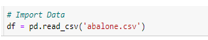 # Import Data
df = pd.read_csv('abalone.csv')